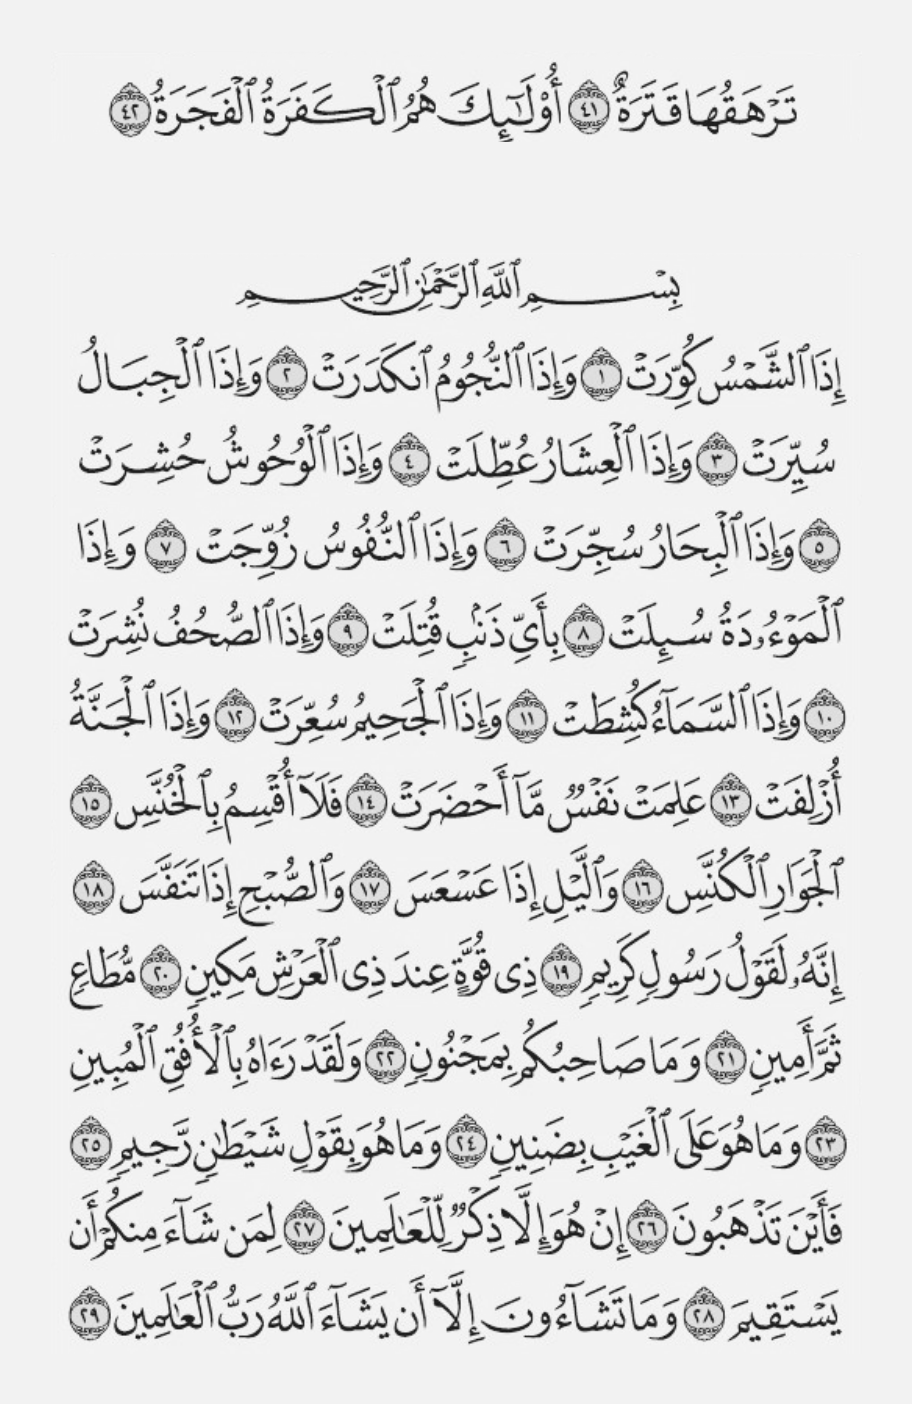 تَرْهَقُهَا قَتَرَةٌ ٤١ أُو۟لَـٰٓئِكَ هُمُ ٱلْكَفَرَةُ ٱلْفَجَرَةُ ٤٢
بِسْمِ ٱللَّهِ ٱلرَّحْمَـٰنِ ٱلرَّحِيمِ
إِذَا ٱلشَّمْسُ كُوِّرَتْ ١ وَإِذَا ٱلنُّجُومُ ٱنكَدَرَتْ ٢ وَإِذَا ٱلْجِبَالُ
سُيِّرَتْ ٣ وَإِذَا ٱلْعِشَارُ عُطِّلَتْ ٤ وَإِذَا ٱلْوُحُوشُ حُشِرَتْ
٥ وَإِذَا ٱلْبِحَارُ سُجِّرَتْ ٦ وَإِذَا ٱلنُّفُوسُ زُوِّجَتْ ٧ وَإِذَا
ٱلْمَوْءُۥدَةُ سُئِلَتْ ٨ بِأَىِّ ذَنۢبٍ قُتِلَتْ ٩ وَإِذَا ٱلصُّحُفُ نُشِرَتْ
١٠ وَإِذَا ٱلسَّمَآءُ كُشِطَتْ ١١ وَإِذَا ٱلْجَحِيمُ سُعِّرَتْ ١٢ وَإِذَا ٱلْجَنَّةُ
أُزْلِفَتْ ١٣ عَلِمَتْ نَفْسٌ مَّآ أَحْضَرَتْ ١٤ فَلَآ أُقْسِمُ بِٱلْخُنَّسِ ١٥
ٱلْجَوَارِ ٱلْكُنَّسِ ١٦ وَٱلَّيْلِ إِذَا عَسْعَسَ ١٧ وَٱلصُّبْحِ إِذَا تَنَفَّسَ ١٨
إِنَّهُۥ لَقَوْلُ رَسُولٍ كَرِيمٍ ١٩ ذِى قُوَّةٍ عِندَ ذِى ٱلْعَرْشِ مَكِينٍ ٢٠ مُّطَاعٍ
ثَمَّ أَمِينٍ ٢١ وَمَا صَاحِبُكُم بِمَجْنُونٍ ٢٢ وَلَقَدْ رَءَاهُ بِٱلْأُفُقِ ٱلْمُبِينِ
٢٣ وَمَا هُوَ عَلَى ٱلْغَيْبِ بِضَنِينٍ ٢٤ وَمَا هُوَ بِقَوْلِ شَيْطَـٰنٍ رَّجِيمٍ ٢٥
فَأَيْنَ تَذْهَبُونَ ٢٦ إِنْ هُوَ إِلَّا ذِكْرٌ لِّلْعَـٰلَمِينَ ٢٧ لِمَن شَآءَ مِنكُمْ أَن
يَسْتَقِيمَ ٢٨ وَمَا تَشَآءُونَ إِلَّآ أَن يَشَآءَ ٱللَّهُ رَبُّ ٱلْعَـٰلَمِينَ ٢٩